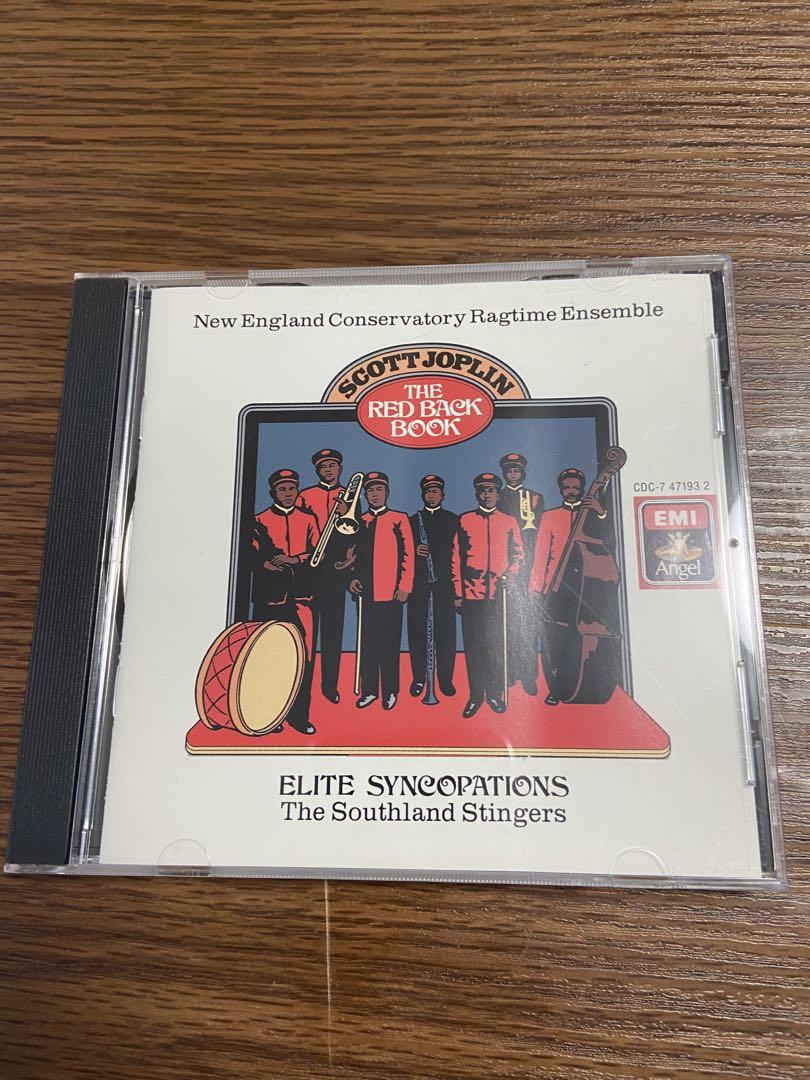 New England Conservatory Ragtime Ensemble
SCOTT JOPLIN
THE
RED BACK
BOOK
CDC-7 47193 2
EMI
Angel
ELITE SYNCOPATIONS
The Southland Stingers